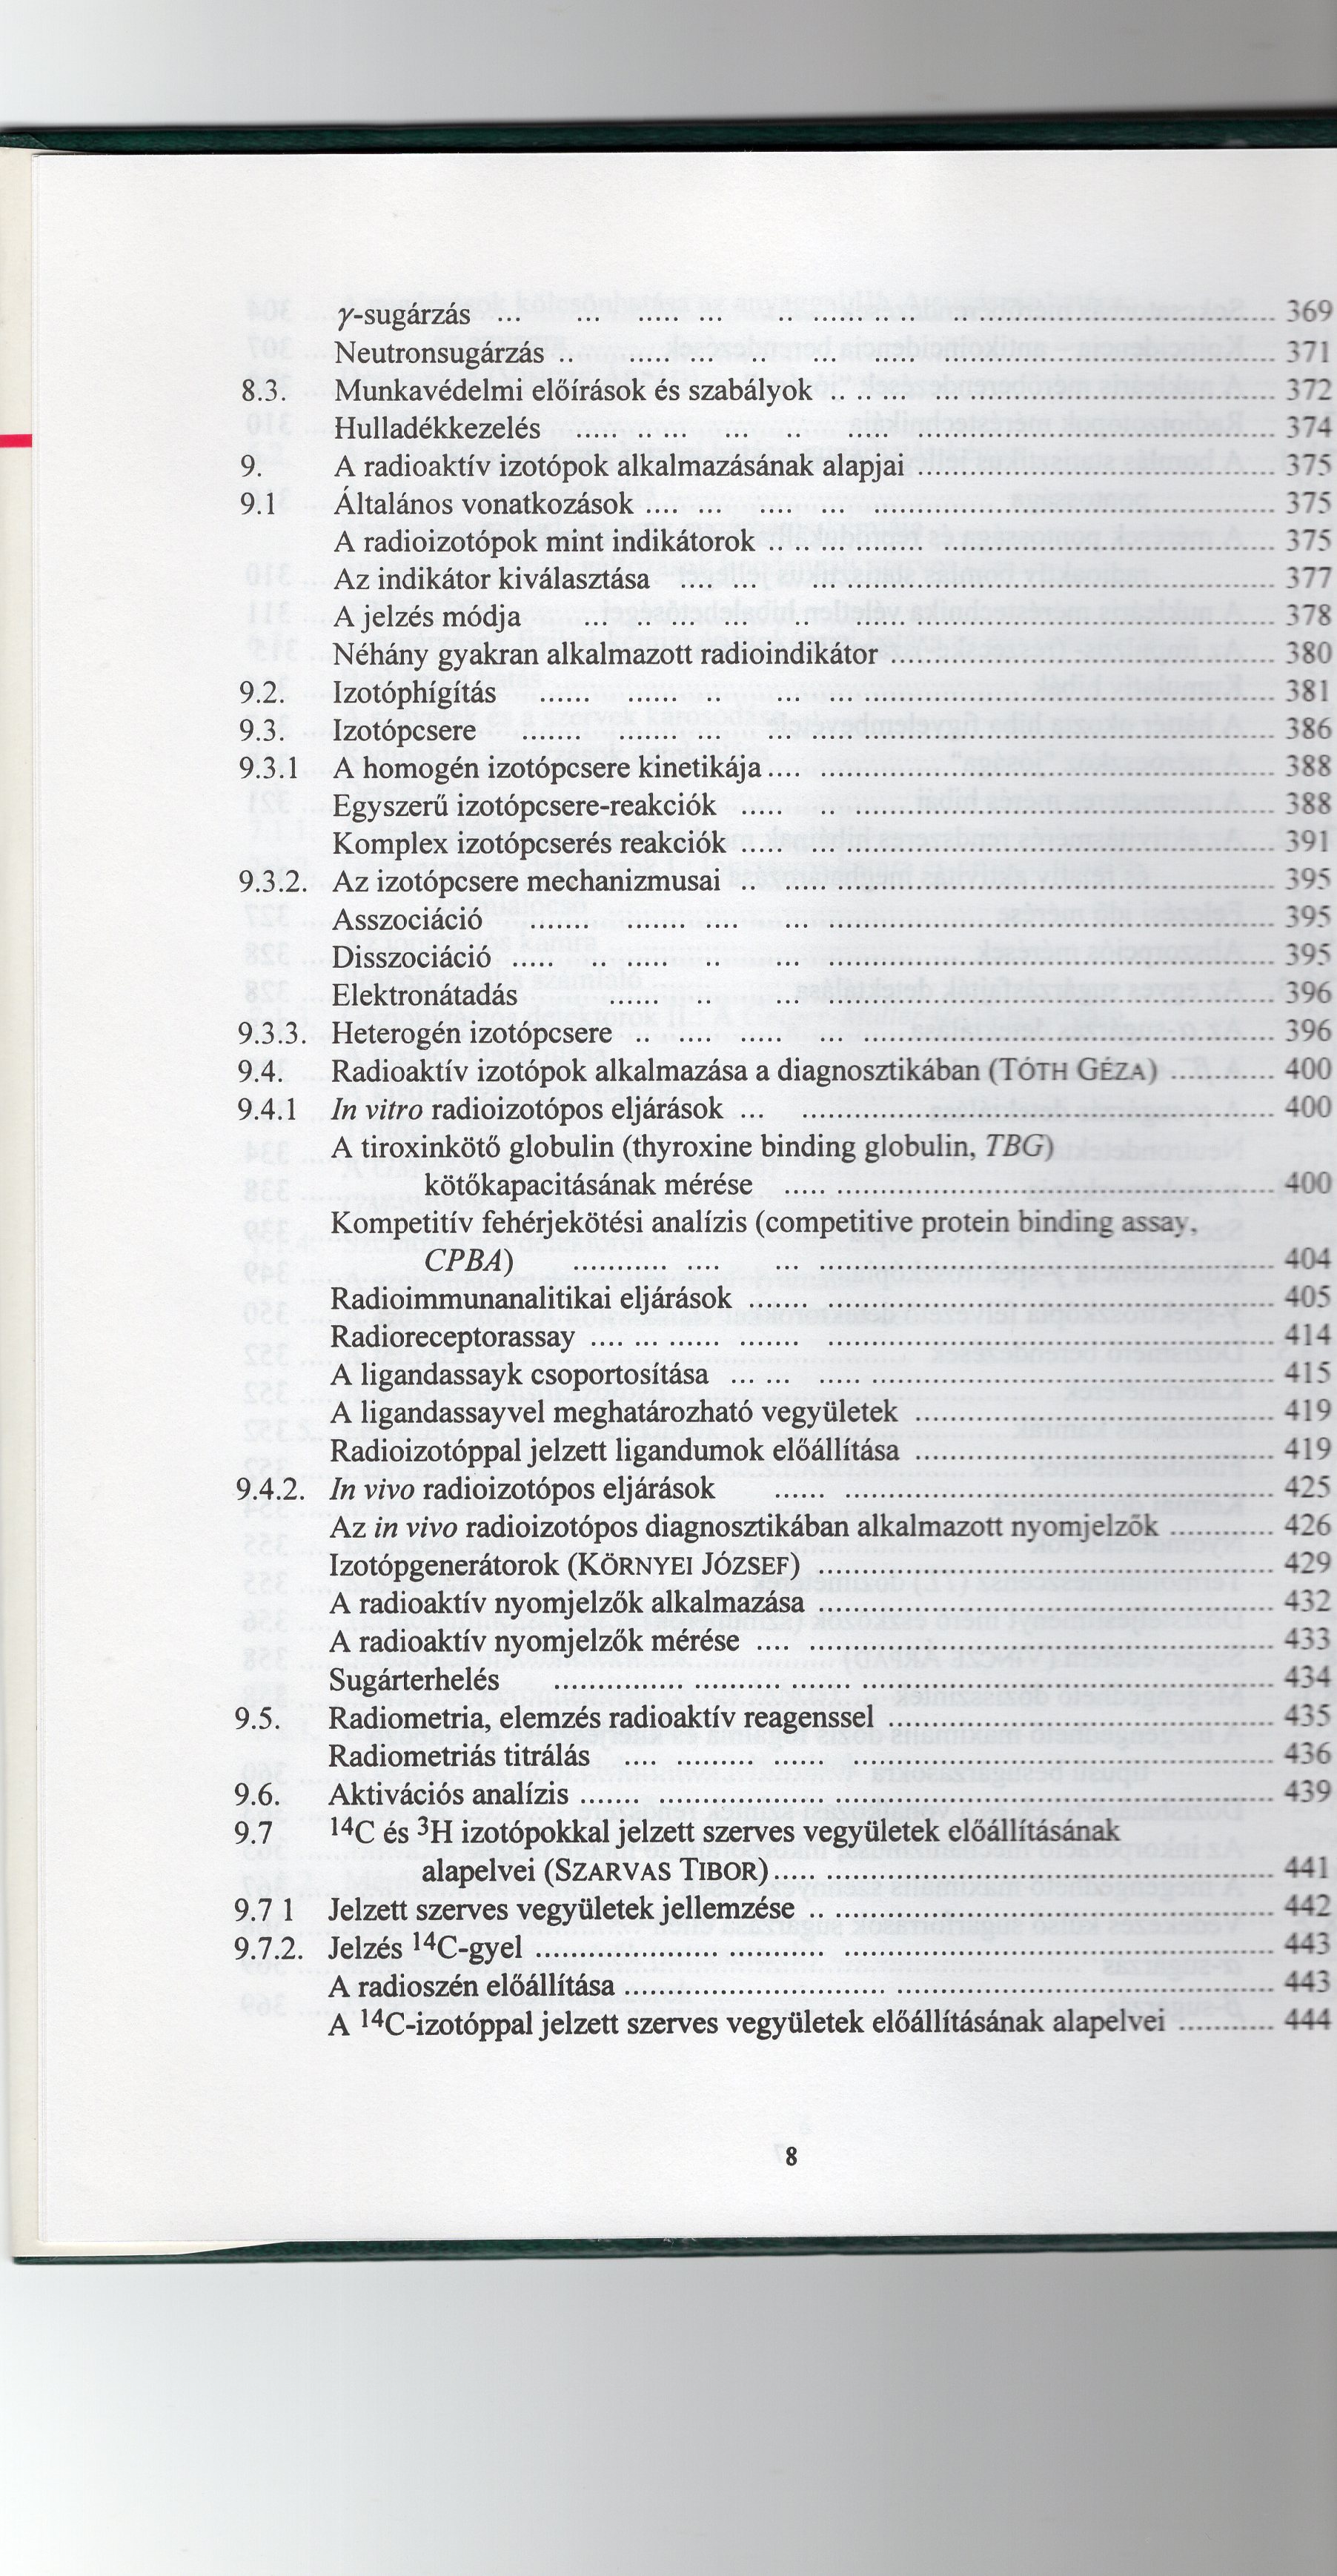 γ-sugárzás ... 369
Neutronsugárzás ... 371
8.3. Munkavédelmi előírások és szabályok ... 372
Hulladékkezelés ... 374
9. A radioaktív izotópok alkalmazásának alapjai ... 375
9.1 Általános vonatkozások ... 375
A radioizotópok mint indikátorok ... 375
Az indikátor kiválasztása ... 377
A jelzés módja ... 378
Néhány gyakran alkalmazott radioindikátor ... 380
9.2. Izotóphígítás ... 381
9.3. Izotópcsere ... 386
9.3.1 A homogén izotópcsere kinetikája ... 388
Egyszerű izotópcsere-reakciók ... 388
Komplex izotópcserés reakciók ... 391
9.3.2. Az izotópcsere mechanizmusai ... 395
Asszociáció ... 395
Disszociáció ... 395
Elektronátadás ... 396
9.3.3. Heterogén izotópcsere ... 396
9.4. Radioaktív izotópok alkalmazása a diagnosztikában (TÓTH GÉZA) ... 400
9.4.1 In vitro radioizotópos eljárások ... 400
A tiroxinkötő globulin (thyroxine binding globulin, TBG)
kötőkapacitásának mérése ... 400
Kompetitív fehérjekötési analízis (competitive protein binding assay,
CPBA) ... 404
Radioimmunanalitikai eljárások ... 405
Radioreceptorassay ... 414
A ligandassayk csoportosítása ... 415
A ligandassayvel meghatározható vegyületek ... 419
Radioizotóppal jelzett ligandumok előállítása ... 419
9.4.2. In vivo radioizotópos eljárások ... 425
Az in vivo radioizotópos diagnosztikában alkalmazott nyomjelzők ... 426
Izotópgenerátorok (KÖRNYEI JÓZSEF) ... 429
A radioaktív nyomjelzők alkalmazása ... 432
A radioaktív nyomjelzők mérése ... 433
Sugárterhelés ... 434
9.5. Radiometria, elemzés radioaktív reagenssel ... 435
Radiometriás titrálás ... 436
9.6. Aktivációs analízis ... 439
9.7 ¹⁴C és ³H izotópokkal jelzett szerves vegyületek előállításának
alapelvei (SZARVAS TIBOR) ... 441
9.7 1 Jelzett szerves vegyületek jellemzése ... 442
9.7.2. Jelzés ¹⁴C-gyel ... 443
A radioszén előállítása ... 443
A ¹⁴C-izotóppal jelzett szerves vegyületek előállításának alapelvei ... 444
8